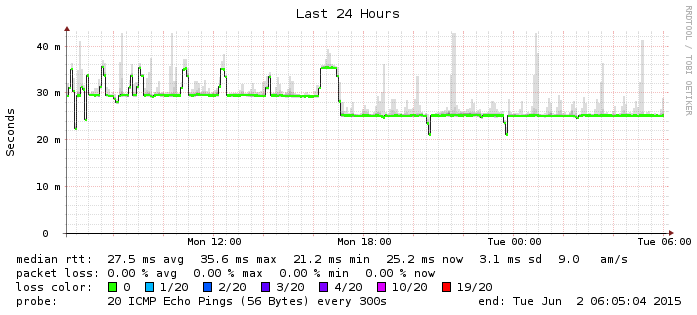 Last 24 Hours
RRDTOOL / TOBI OETIKER
Seconds
40 m
30 m
20 m
10 m
0
Mon 12:00 Mon 18:00 Tue 00:00 Tue 06:00
median rtt: 27.5 ms avg 35.6 ms max 21.2 ms min 25.2 ms now 3.1 ms sd 9.0 am/s
packet loss: 0.00 % avg 0.00 % max 0.00 % min 0.00 % now
loss color: 0 1/20 2/20 3/20 4/20 10/20 19/20
probe: 20 ICMP Echo Pings (56 Bytes) every 300s end: Tue Jun 2 06:05:04 2015